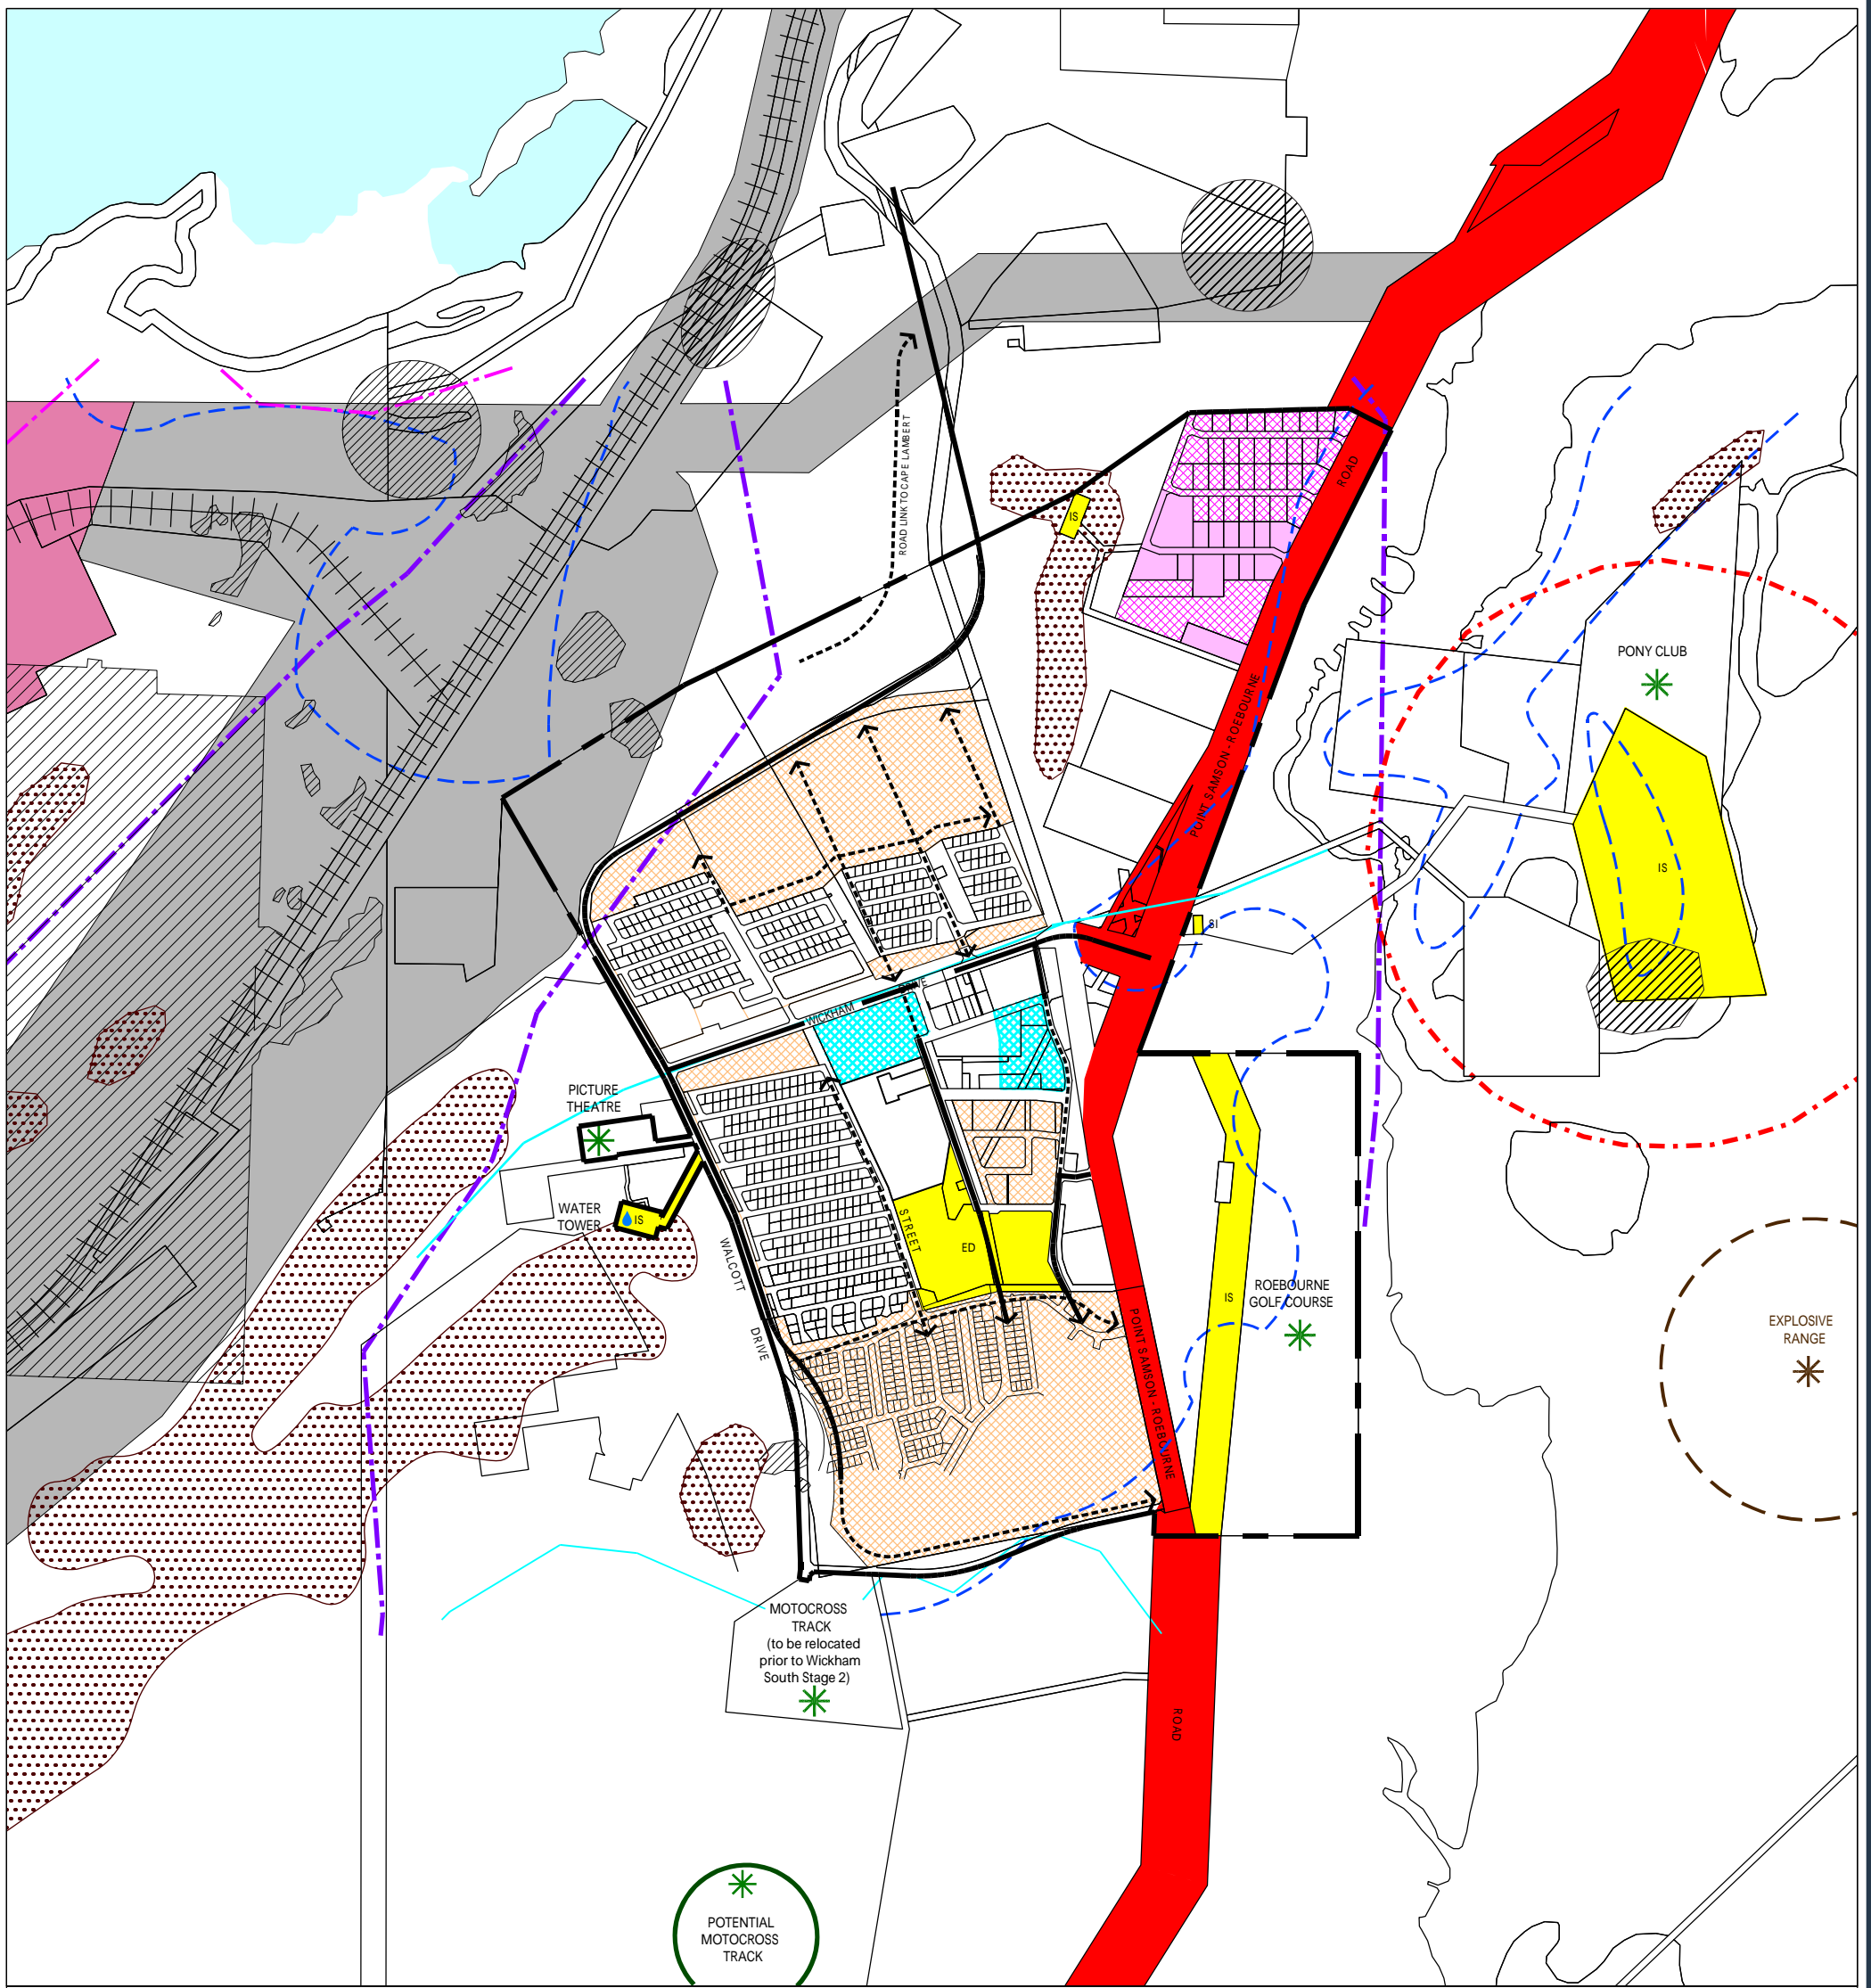 ROAD LINK TO CAPE LAMBERT
ROAD
IS
PONY CLUB
POINT SAMSON - ROEBOURNE
IS
SI
WICKHAM DRIVE
PICTURE
THEATRE
WATER
TOWER
IS
STREET
ED
WALCOTT
DRIVE
IS
ROEBOURNE
GOLF COURSE
POINT SAMSON - ROEBOURNE
EXPLOSIVE
RANGE
MOTOCROSS
TRACK
(to be relocated
prior to Wickham
South Stage 2)
ROAD
POTENTIAL
MOTOCROSS
TRACK